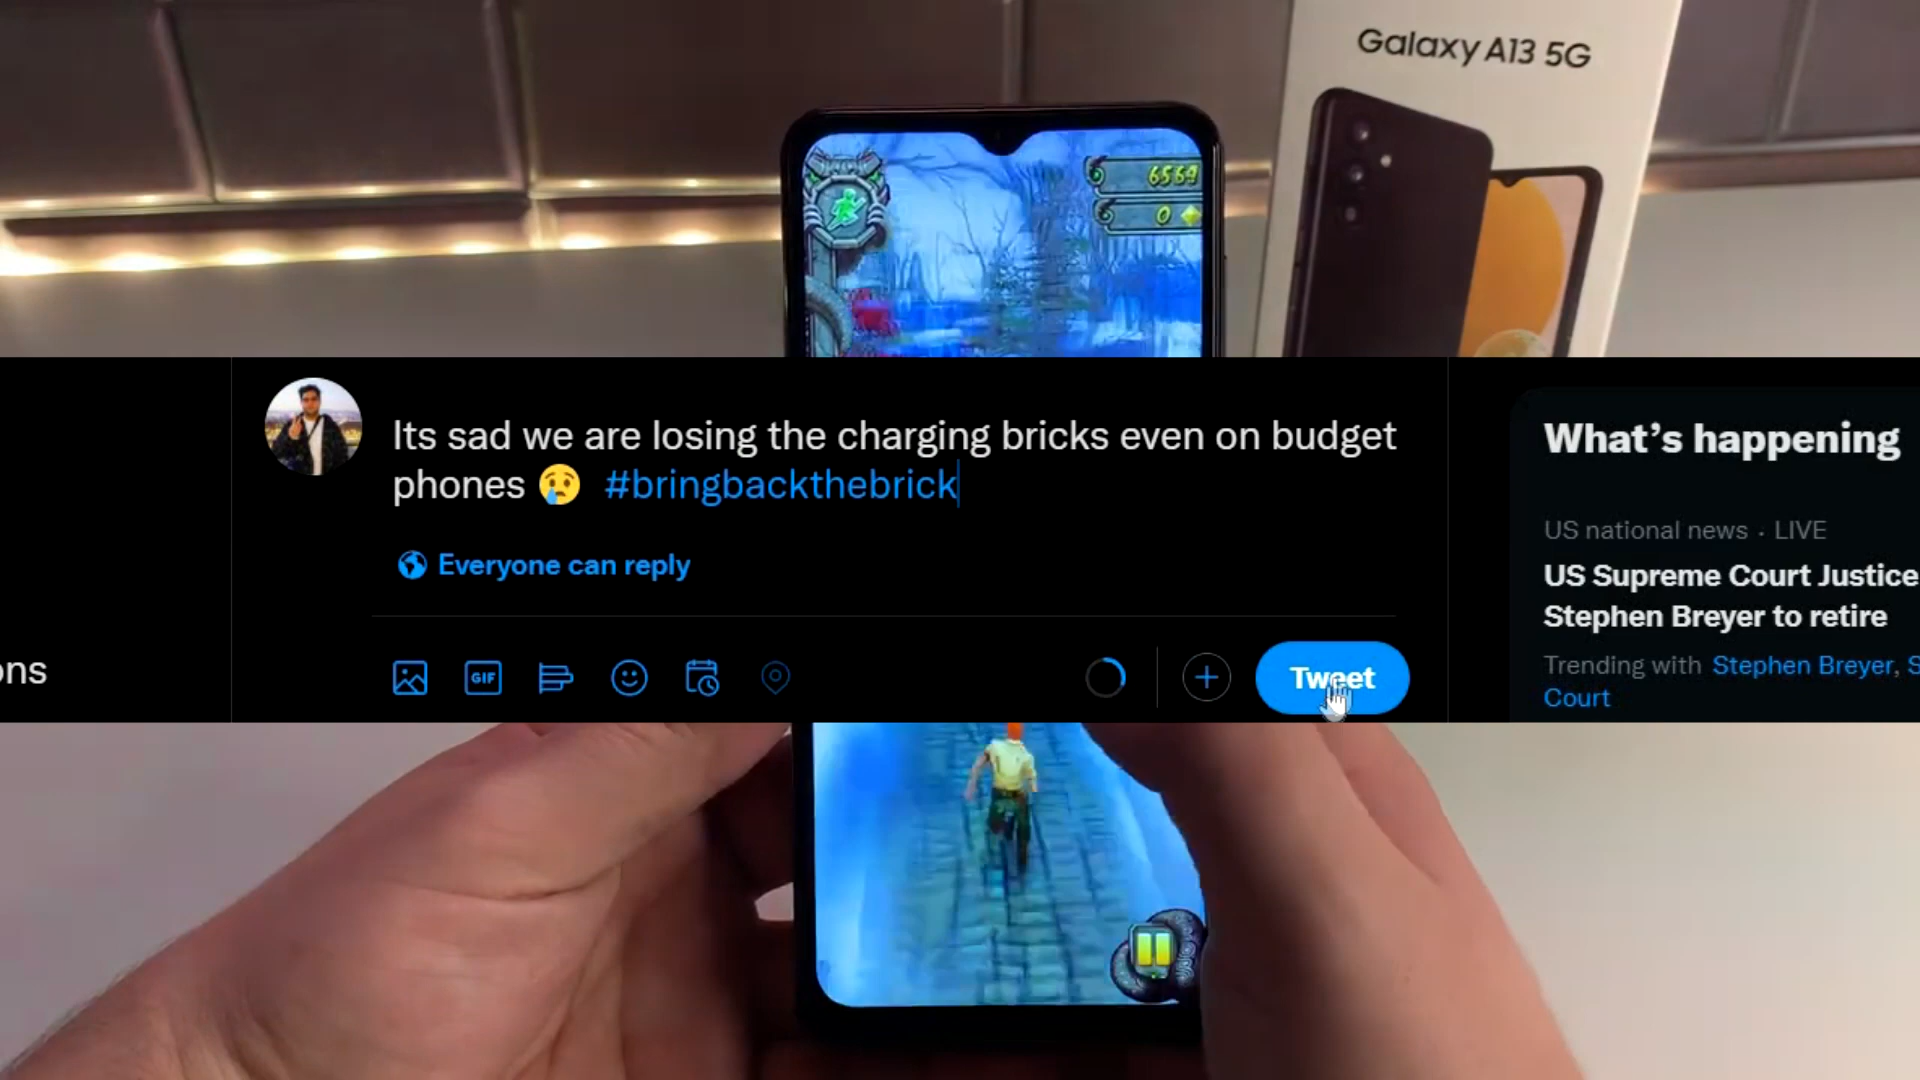 Galaxy A13 5G
6569
0
Its sad we are losing the charging bricks even on budget
phones 😢 #bringbackthebrick
Everyone can reply
ons
GIF
Tweet
What's happening
US national news · LIVE
US Supreme Court Justice
Stephen Breyer to retire
Trending with Stephen Breyer, S
Court